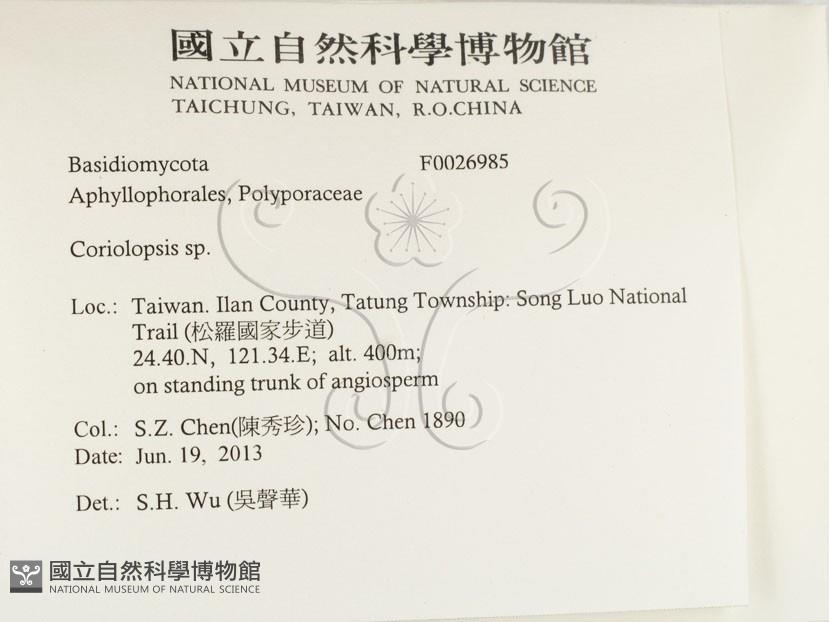 國立自然科學博物館
NATIONAL MUSEUM OF NATURAL SCIENCE
TAICHUNG, TAIWAN, R.O.CHINA
Basidiomycota F0026985
Aphyllophorales, Polyporaceae
Coriolopsis sp.
Loc.: Taiwan. Ilan County, Tatung Township: Song Luo National
Trail (松羅國家步道)
24.40.N, 121.34.E; alt. 400m;
on standing trunk of angiosperm
Col.: S.Z. Chen(陳秀珍); No. Chen 1890
Date: Jun. 19, 2013
Det.: S.H. Wu (吳聲華)
國立自然科學博物館
NATIONAL MUSEUM OF NATURAL SCIENCE